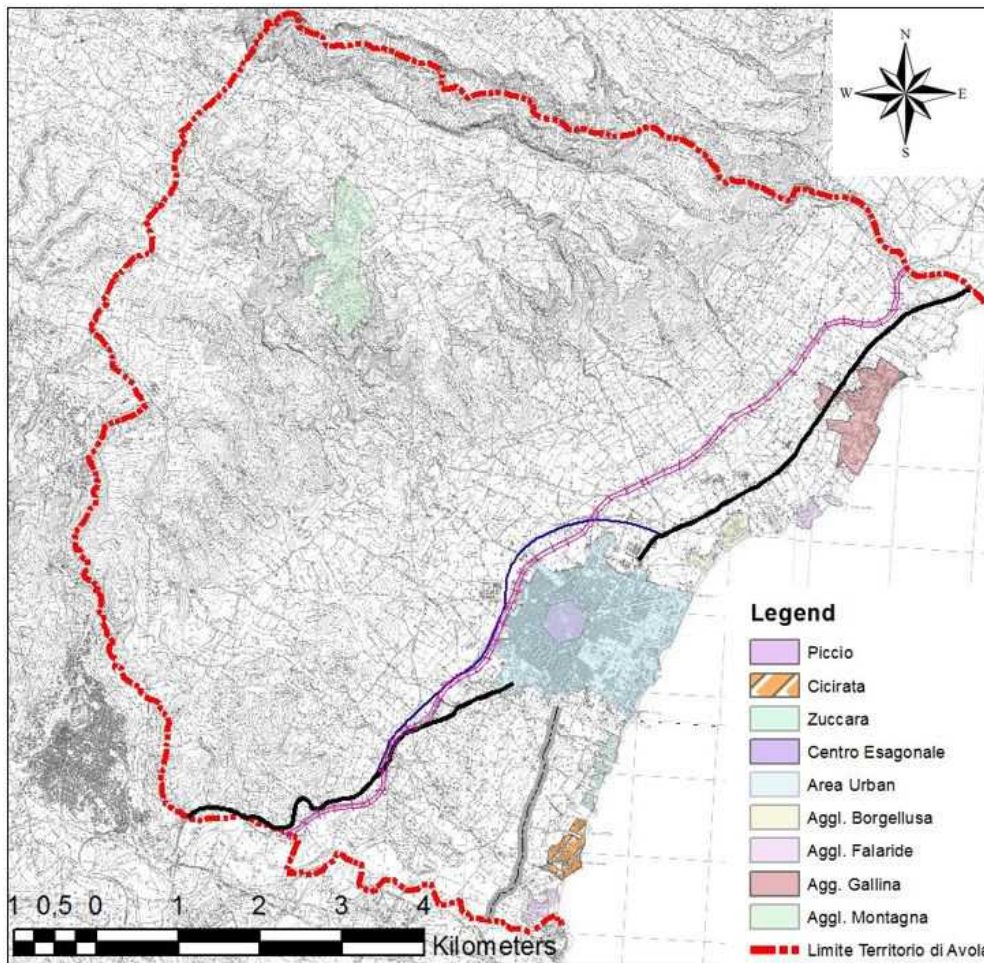 N
W E
S
Legend
Piccio
Cicirata
Zuccara
Centro Esagonale
Area Urban
Aggl. Borgellusa
Aggl. Falaride
Agg. Gallina
Aggl. Montagna
Limite Territorio di Avola
1 0,5 0 1 2 3 4
Kilometers